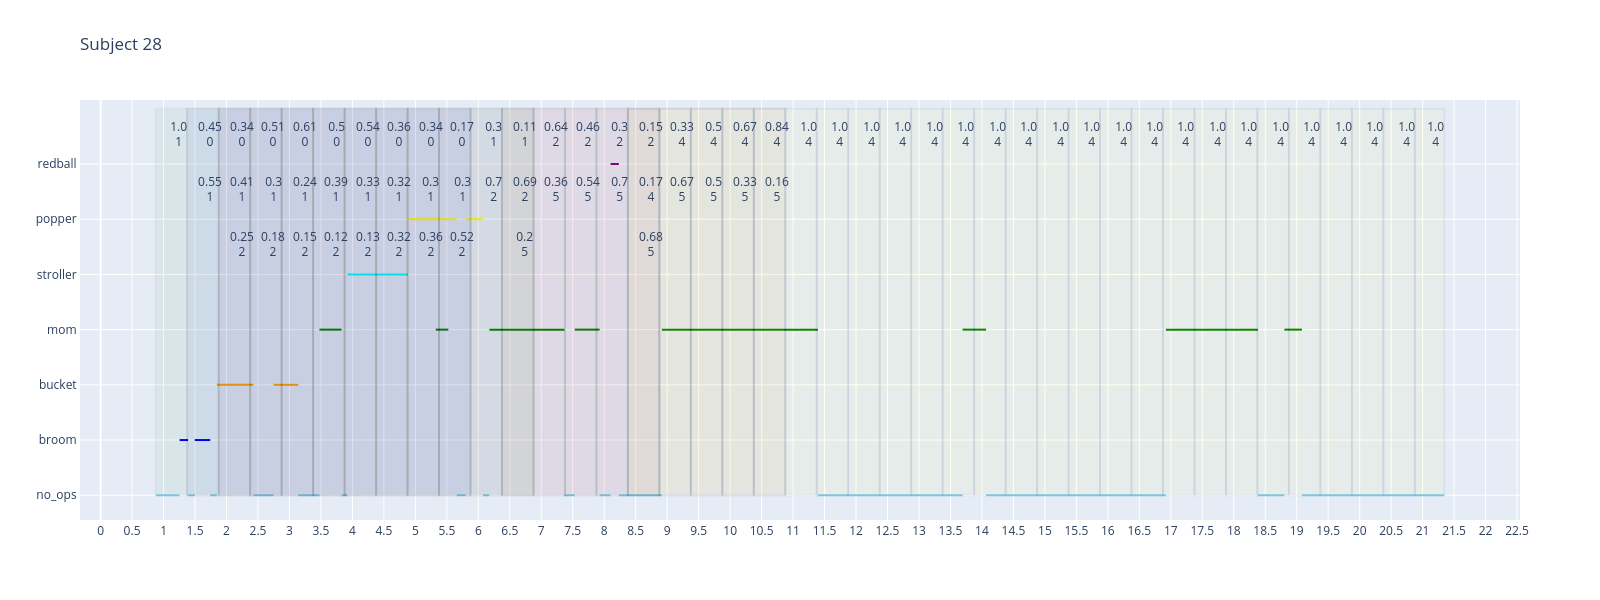 Subject 28
1.0 0.45 0.34 0.51 0.61 0.5 0.54 0.36 0.34 0.17 0.3 0.11 0.64 0.46 0.3 0.15 0.33 0.5 0.67 0.84 1.0 1.0 1.0 1.0 1.0 1.0 1.0 1.0 1.0 1.0 1.0 1.0 1.0 1.0 1.0 1.0 1.0 1.0 1.0 1.0 1.0
1 0 0 0 0 0 0 0 0 0 1 1 2 2 2 2 4 4 4 4 4 4 4 4 4 4 4 4 4 4 4 4 4 4 4 4 4 4 4 4 4
redball
0.55 0.41 0.3 0.24 0.39 0.33 0.32 0.3 0.3 0.7 0.69 0.36 0.54 0.7 0.17 0.67 0.5 0.33 0.16
1 1 1 1 1 1 1 1 1 2 2 5 5 5 4 5 5 5 5
popper
0.25 0.18 0.15 0.12 0.13 0.32 0.36 0.52 0.2 0.68
2 2 2 2 2 2 2 2 5 5
stroller
mom
bucket
broom
no_ops
0 0.5 1 1.5 2 2.5 3 3.5 4 4.5 5 5.5 6 6.5 7 7.5 8 8.5 9 9.5 10 10.5 11 11.5 12 12.5 13 13.5 14 14.5 15 15.5 16 16.5 17 17.5 18 18.5 19 19.5 20 20.5 21 21.5 22 22.5